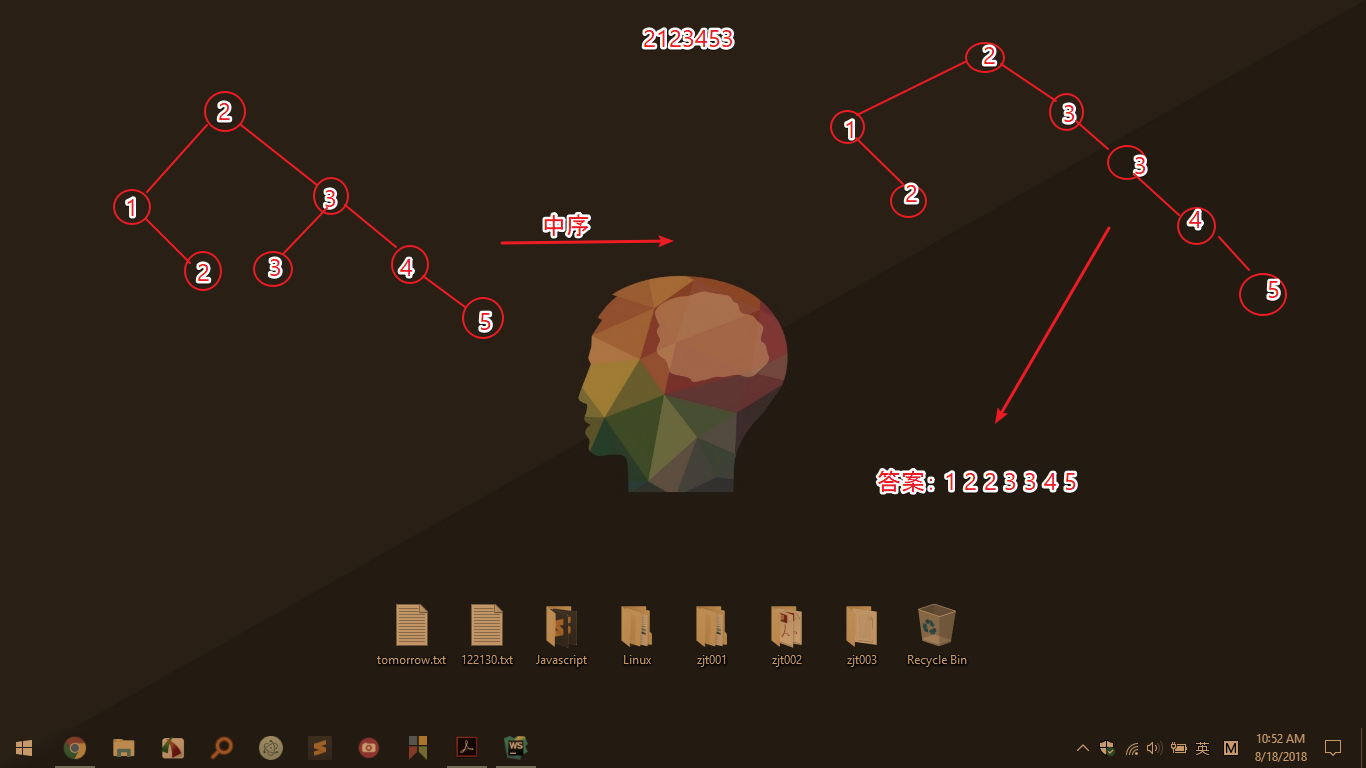 2123453
2
1
3
2
3
4
5
中序
2
1
3
3
2
4
5
答案：1 2 2 3 3 4 5
tomorrow.txt
122130.txt
Javascript
Linux
zjt001
zjt002
zjt003
Recycle Bin
WS
英
M
10:52 AM
8/18/2018